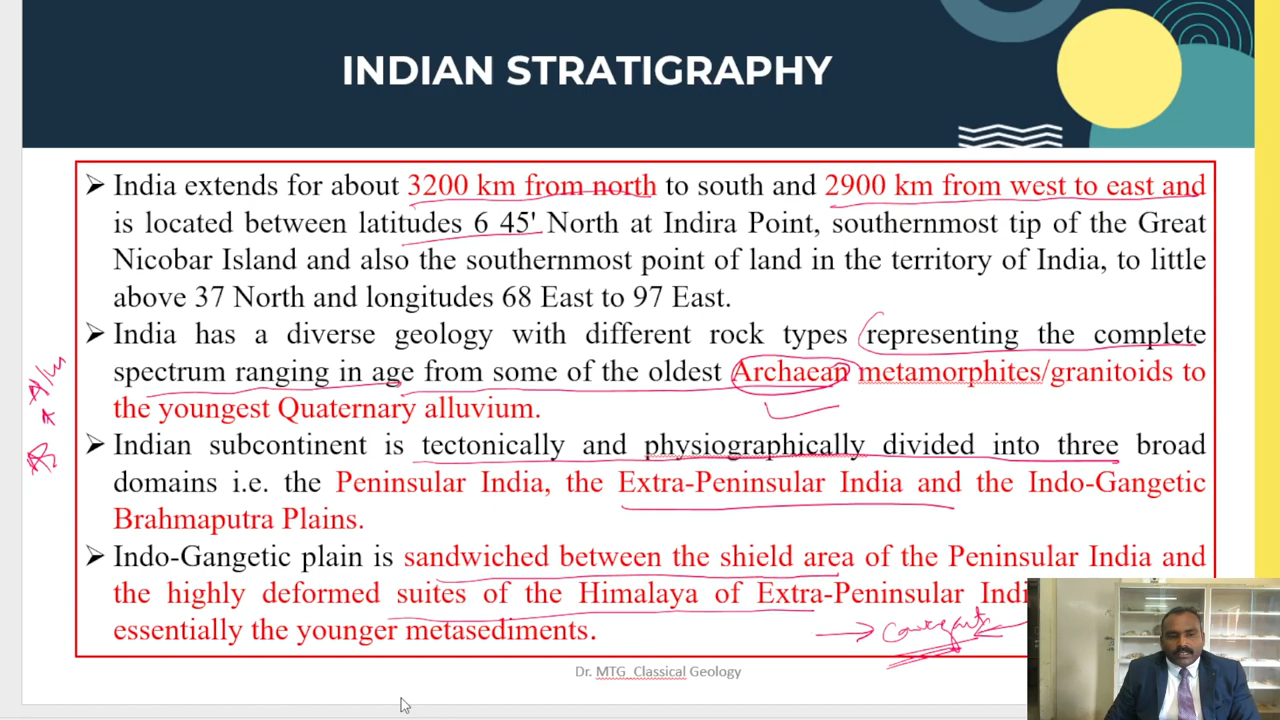 INDIAN STRATIGRAPHY
➢ India extends for about 3200 km from north to south and 2900 km from west to east and
is located between latitudes 6 45' North at Indira Point, southernmost tip of the Great
Nicobar Island and also the southernmost point of land in the territory of India, to little
above 37 North and longitudes 68 East to 97 East.
➢ India has a diverse geology with different rock types representing the complete
spectrum ranging in age from some of the oldest Archaean metamorphites/granitoids to
the youngest Quaternary alluvium.
➢ Indian subcontinent is tectonically and physiographically divided into three broad
domains i.e. the Peninsular India, the Extra-Peninsular India and the Indo-Gangetic
Brahmaputra Plains.
➢ Indo-Gangetic plain is sandwiched between the shield area of the Peninsular India and
the highly deformed suites of the Himalaya of Extra-Peninsular
essentially the younger metasediments.
Dr. MTG_Classical Geology